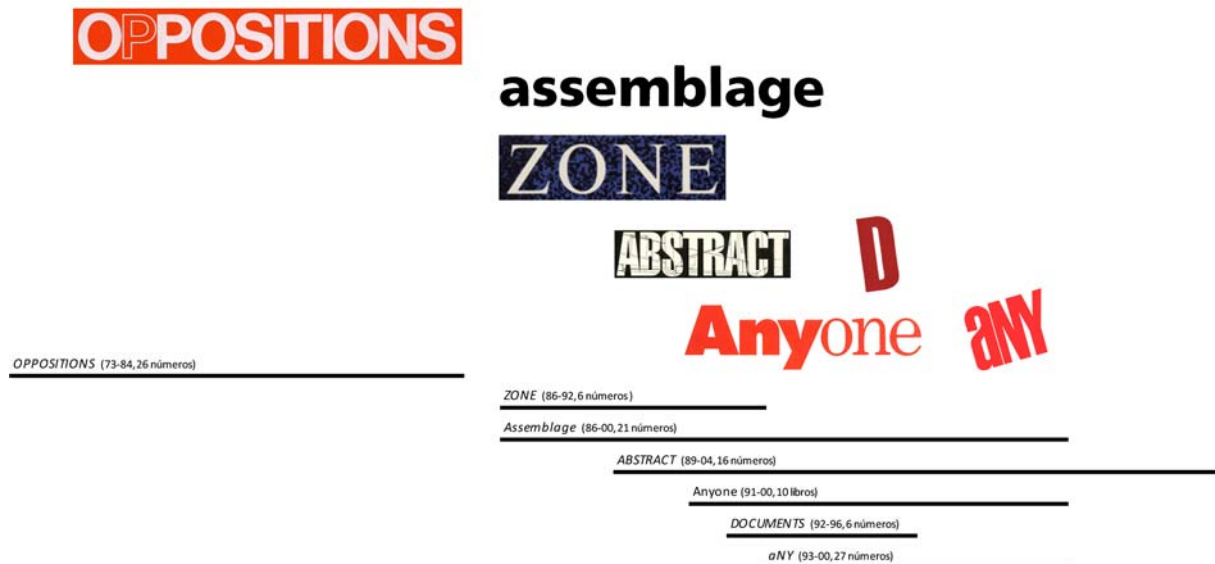 OPPOSITIONS
assemblage
ZONE
ABSTRACT
D
Anyone
aNY
OPPOSITIONS (73-84, 26 números)
ZONE (86-92, 6 números)
Assemblage (86-00, 21 números)
ABSTRACT (89-04, 16 números)
Anyone (91-00, 10 libros)
DOCUMENTS (92-96, 6 números)
aNY (93-00, 27 números)